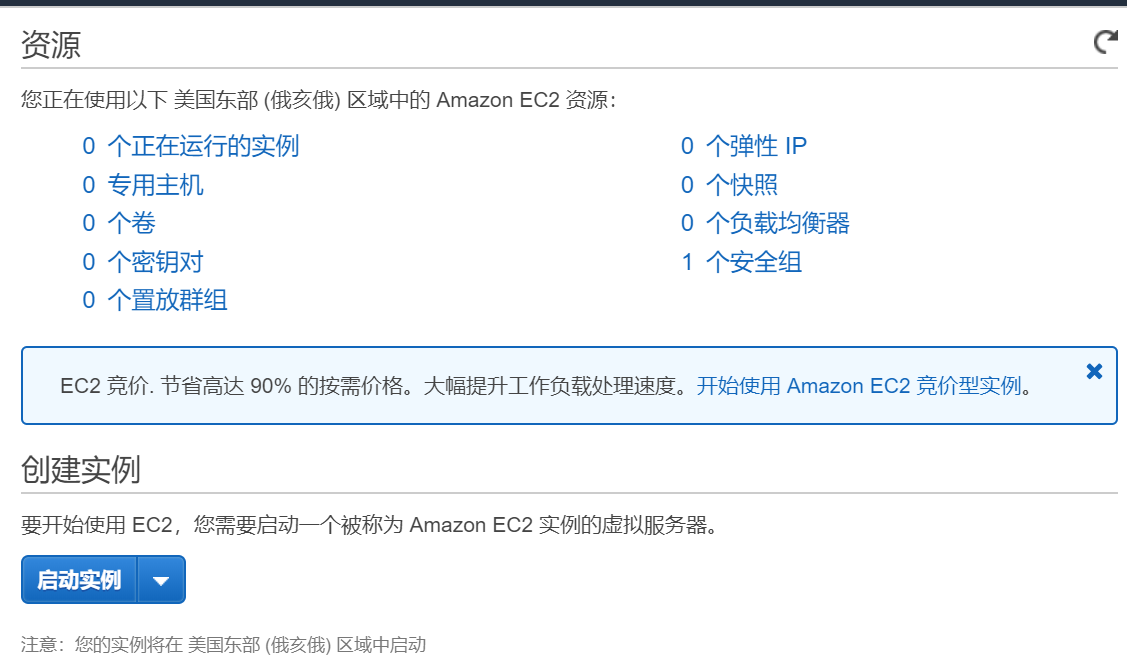 资源
您正在使用以下 美国东部 (俄亥俄) 区域中的 Amazon EC2 资源：
0 个正在运行的实例
0 个弹性 IP
0 专用主机
0 个快照
0 个卷
0 个负载均衡器
0 个密钥对
1 个安全组
0 个置放群组
EC2 竞价. 节省高达 90% 的按需价格。大幅提升工作负载处理速度。开始使用 Amazon EC2 竞价型实例。
创建实例
要开始使用 EC2，您需要启动一个被称为 Amazon EC2 实例的虚拟服务器。
启动实例
注意：您的实例将在 美国东部 (俄亥俄) 区域中启动